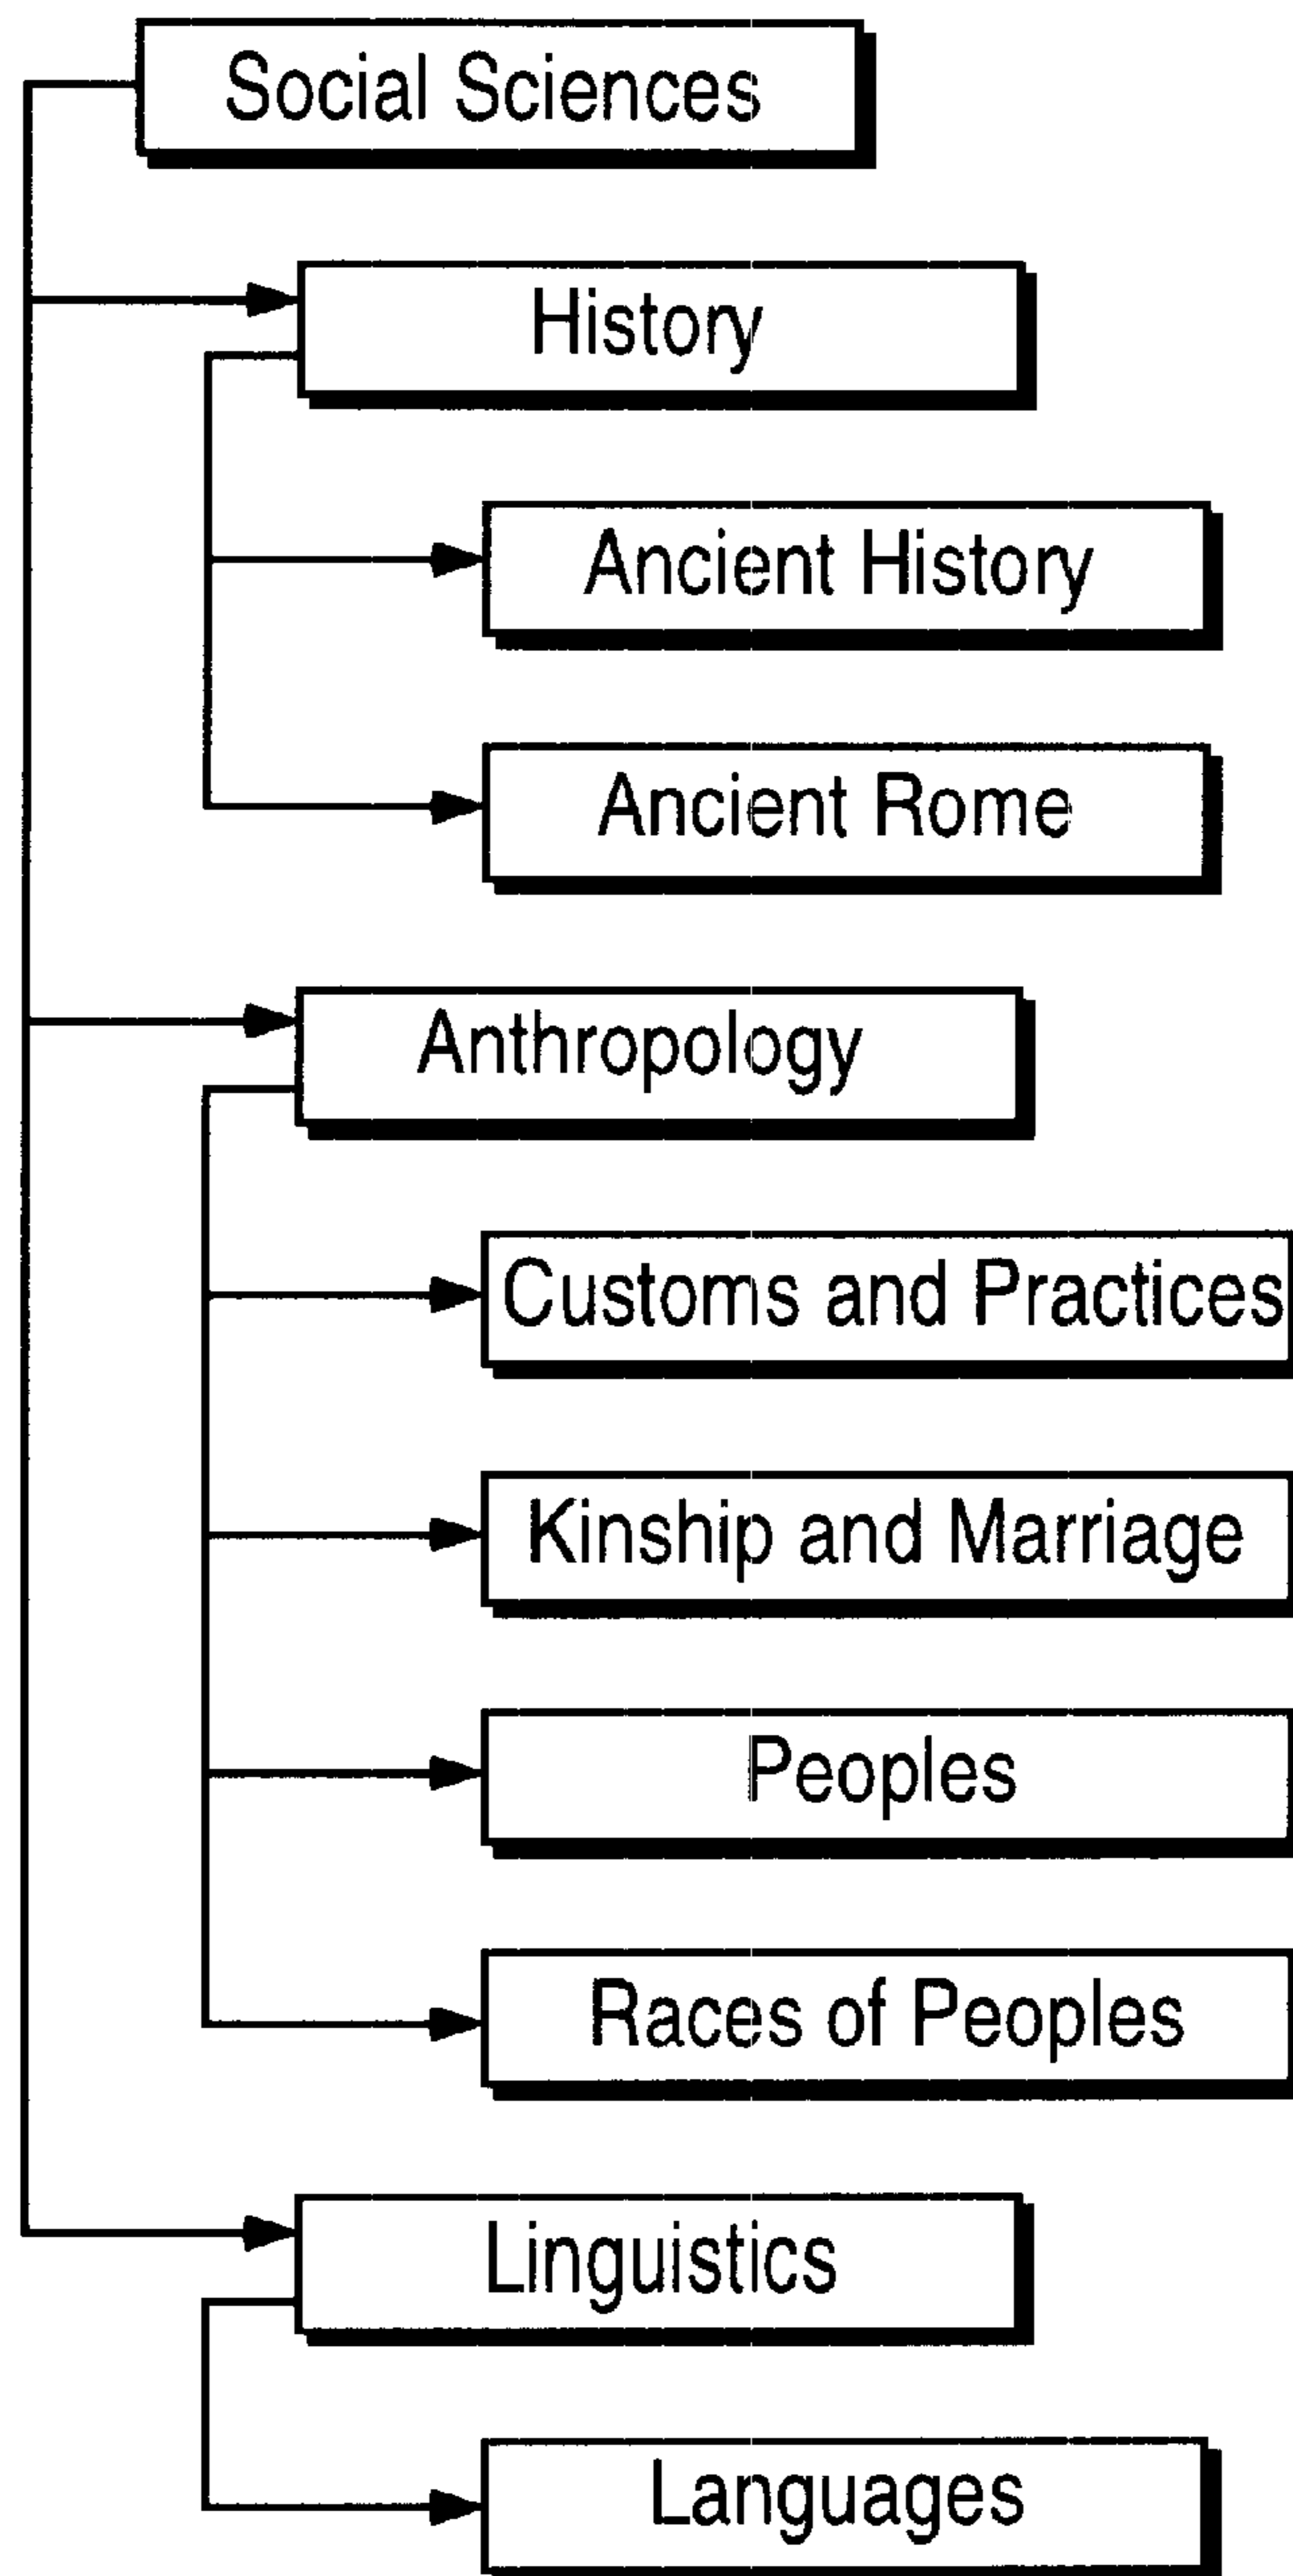 Social Sciences
History
Ancient History
Ancient Rome
Anthropology
Customs and Practices
Kinship and Marriage
Peoples
Races of Peoples
Linguistics
Languages